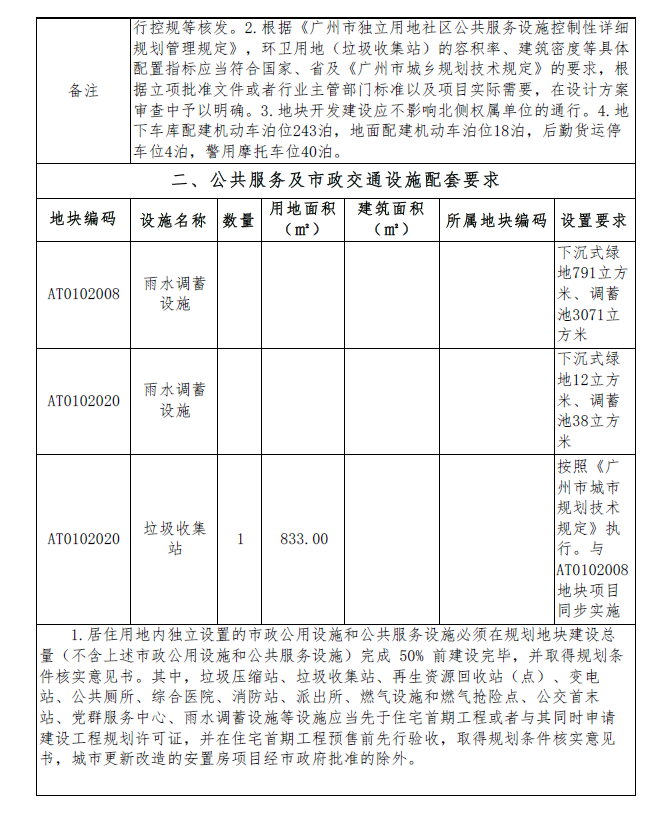 行控规等核发。2.根据《广州市独立用地社区公共服务设施控制性详细
规划管理规定》，环卫用地（垃圾收集站）的容积率、建筑密度等具体
配置指标应当符合国家、省及《广州市城乡规划技术规定》的要求，根
备注
据立项批准文件或者行业主管部门标准以及项目实际需要，在设计方案
审查中予以明确。3.地块开发建设应不影响北侧权属单位的通行。4.地
下车库配建机动车泊位243泊，地面配建机动车泊位18泊，后勤货运停
车位4泊，警用摩托车位40泊。
二、公共服务及市政交通设施配套要求
地块编码 设施名称 数量 用地面积（㎡） 建筑面积（㎡） 所属地块编码 设置要求
AT0102008
雨水调蓄
设施
下沉式绿
地791立方
米、调蓄
池3071立
方米
AT0102020
雨水调蓄
设施
下沉式绿
地12立方
米、调蓄
池38立方
米
AT0102020
垃圾收集
站
1
833.00
按照《广
州市城市
规划技术
规定》执
行。与
AT0102008
地块项目
同步实施
1.居住用地内独立设置的市政公用设施和公共服务设施必须在规划地块建设总
量（不含上述市政公用设施和公共服务设施）完成 50% 前建设完毕，并取得规划条
件核实意见书。其中，垃圾压缩站、垃圾收集站、再生资源回收站（点）、变电
站、公共厕所、综合医院、消防站、派出所、燃气设施和燃气抢险点、公交首末
站、党群服务中心、雨水调蓄设施等设施应当先于住宅首期工程或者与其同时申请
建设工程规划许可证，并在住宅首期工程预售前先行验收，取得规划条件核实意见
书，城市更新改造的安置房项目经市政府批准的除外。